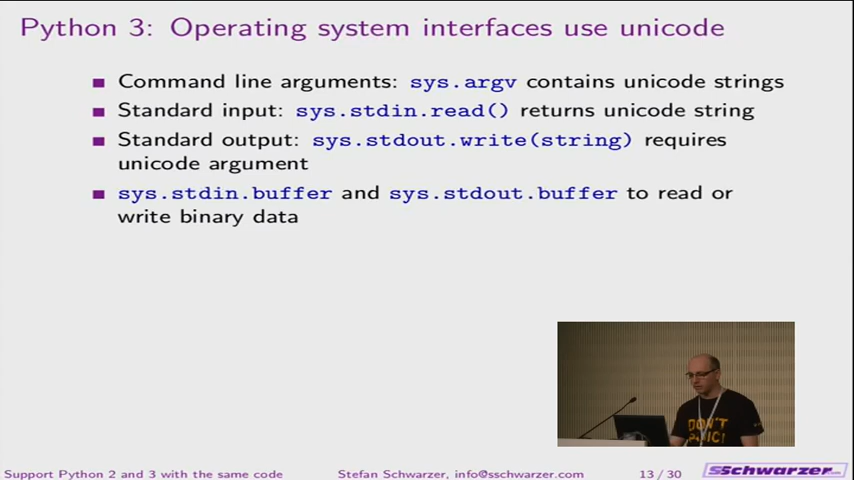 Python 3: Operating system interfaces use unicode
Command line arguments: sys.argv contains unicode strings
Standard input: sys.stdin.read() returns unicode string
Standard output: sys.stdout.write(string) requires
unicode argument
sys.stdin.buffer and sys.stdout.buffer to read or
write binary data
DON'T
PANIC!
Support Python 2 and 3 with the same code
Stefan Schwarzer, info@sschwarzer.com
13 / 30
SSchwarzer.com